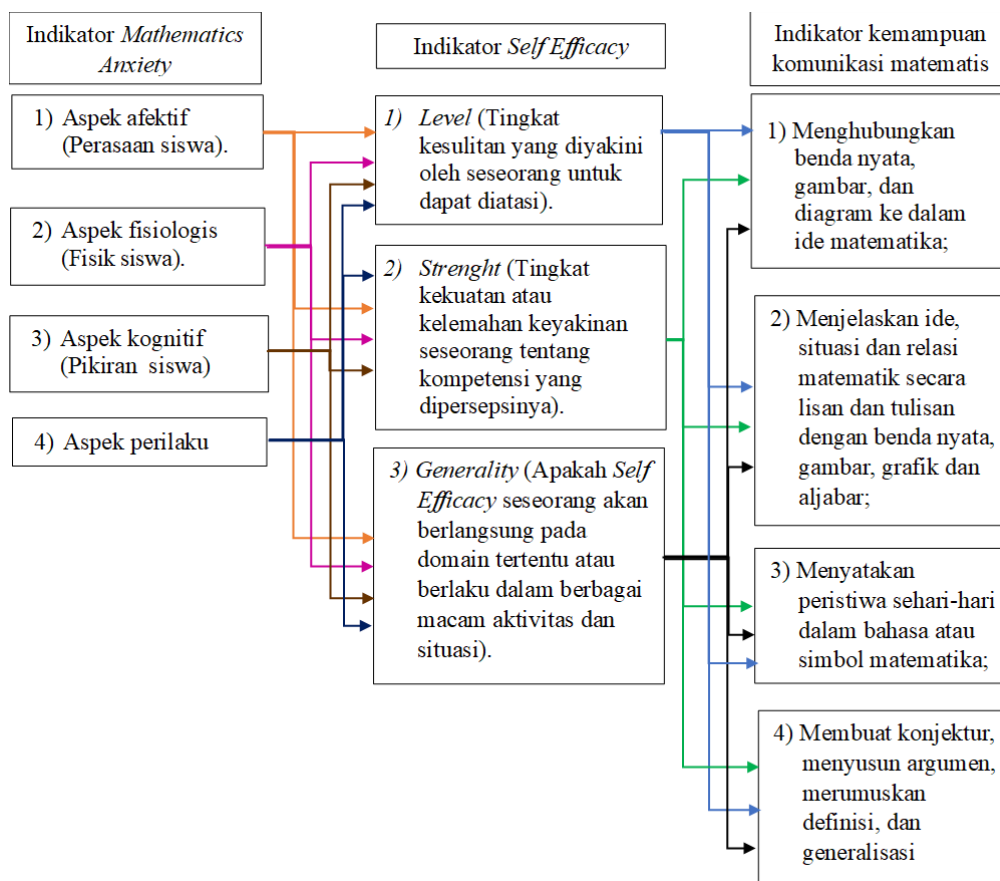 Indikator Mathematics
Anxiety
1) Aspek afektif
(Perasaan siswa).
2) Aspek fisiologis
(Fisik siswa).
3) Aspek kognitif
(Pikiran siswa)
4) Aspek perilaku
Indikator Self Efficacy
1) Level (Tingkat
kesulitan yang diyakini
oleh seseorang untuk
dapat diatasi).
2) Strenght (Tingkat
kekuatan atau
kelemahan keyakinan
seseorang tentang
kompetensi yang
dipersepsinya).
3) Generality (Apakah Self
Efficacy seseorang akan
berlangsung pada
domain tertentu atau
berlaku dalam berbagai
macam aktivitas dan
situasi).
Indikator kemampuan
komunikasi matematis
1) Menghubungkan
benda nyata,
gambar, dan
diagram ke dalam
ide matematika;
2) Menjelaskan ide,
situasi dan relasi
matematik secara
lisan dan tulisan
dengan benda nyata,
gambar, grafik dan
aljabar;
3) Menyatakan
peristiwa sehari-hari
dalam bahasa atau
simbol matematika;
4) Membuat konjektur,
menyusun argumen,
merumuskan
definisi, dan
generalisasi